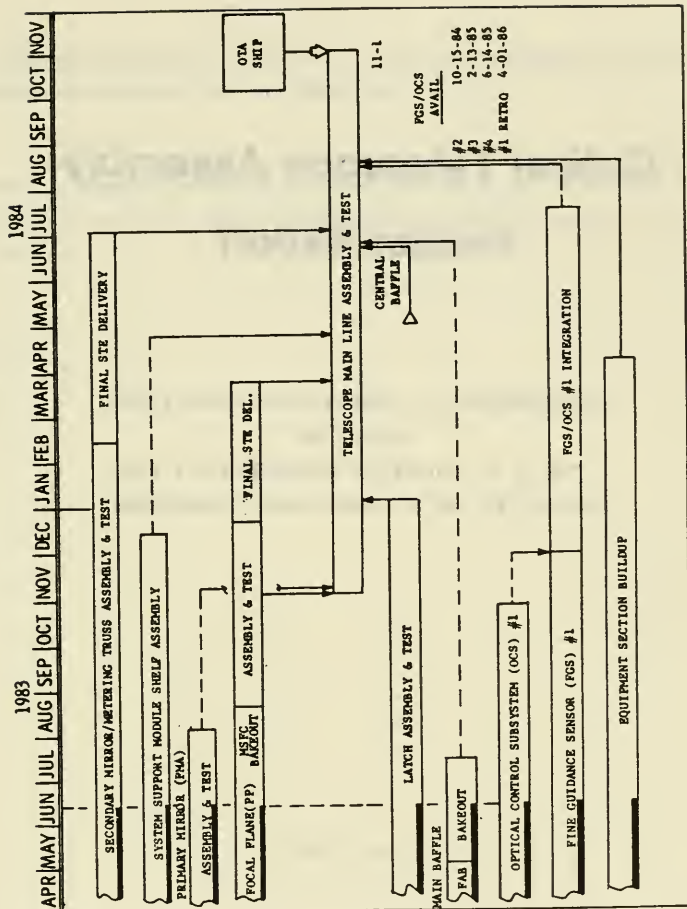 1983
1984
APR|MAY|JUN|JUL|AUG|SEP|OCT|NOV|DEC|JAN|FEB|MAR|APR|MAY|JUN|JUL|AUG|SEP|OCT|NOV
SECONDARY MIRROR/METERING TRUSS ASSEMBLY & TEST
FINAL STE DELIVERY
SYSTEM SUPPORT MODULE SHELF ASSEMBLY
PRIMARY MIRROR (PMA)
ASSEMBLY & TEST
FOCAL PLANE(PP)
MSFC
BAKEOUT
ASSEMBLY & TEST
FINAL STE DEL.
OTA
SHIP
TELESCOPE MAIN LINE ASSEMBLY & TEST
11-1
CENTRAL
BAFFLE
LATCH ASSEMBLY & TEST
MAIN BAFFLE
FAB
BAKEOUT
FGS/OCS
AVAIL
#2 10-15-84
#3 2-13-85
#4 6-14-85
#1 RETRO 4-01-86
OPTICAL CONTROL SUBSYSTEM (OCS) #1
FINE GUIDANCE SENSOR (FGS) #1
FGS/OCS #1 INTEGRATION
EQUIPMENT SECTION BUILDUP